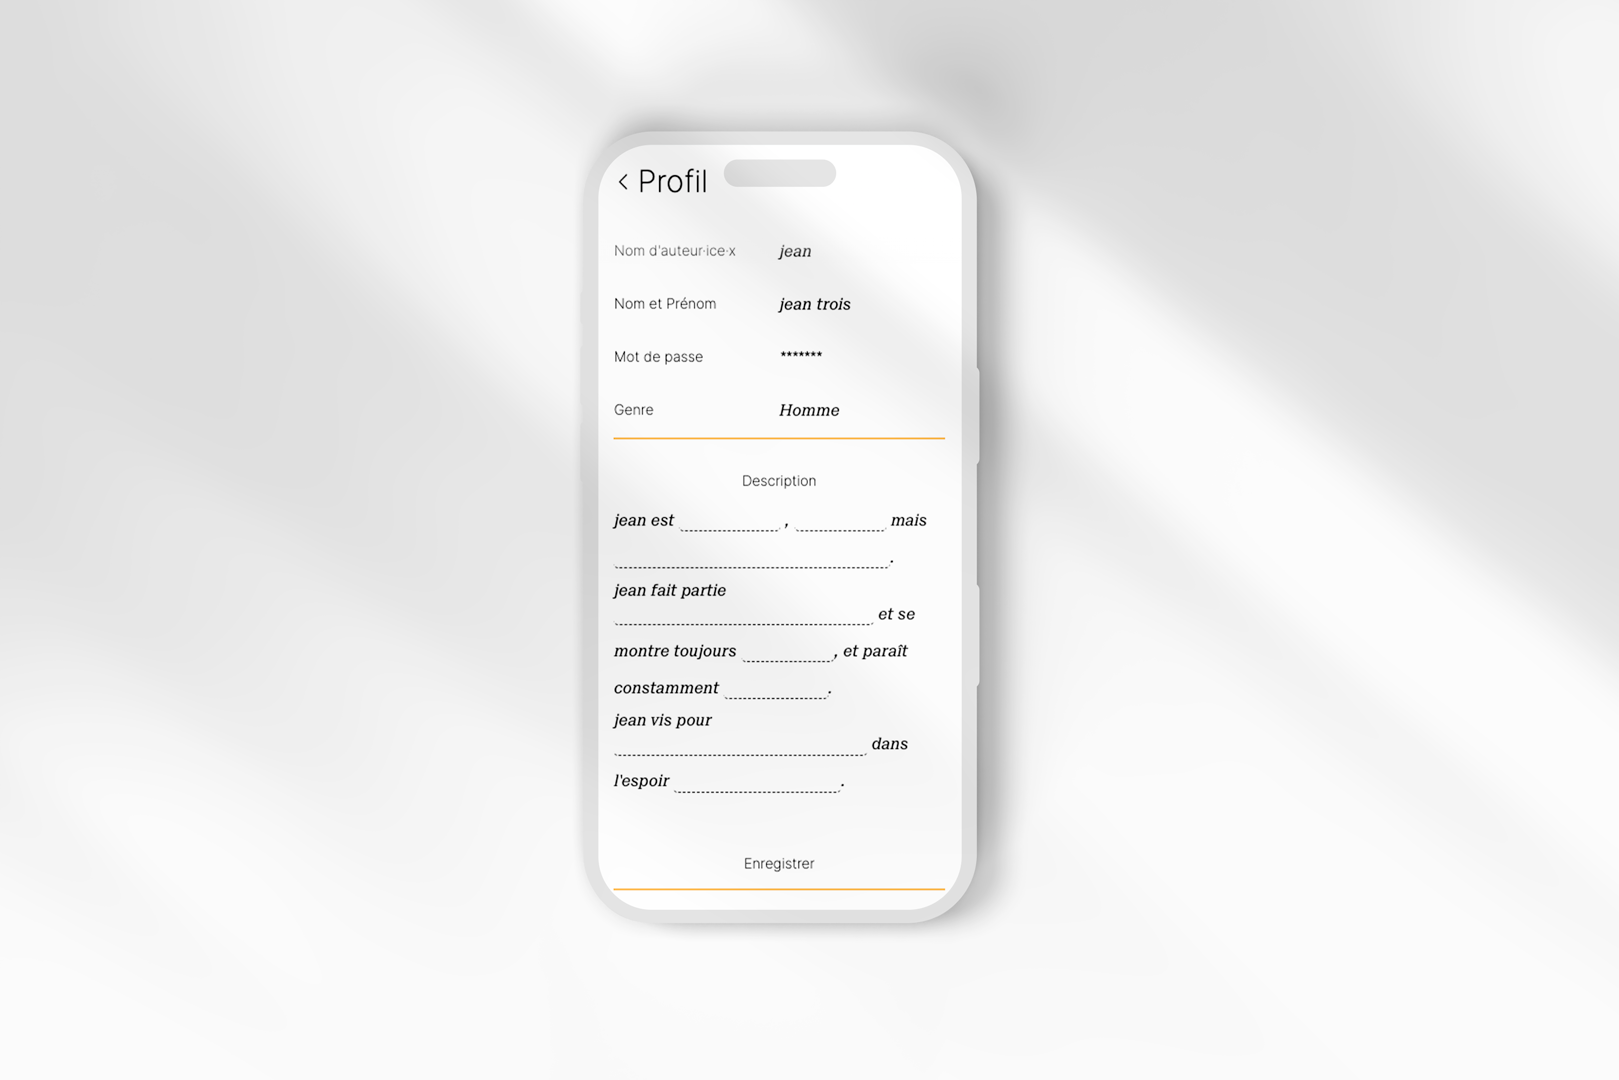 Profil
Nom d'auteur·ice·x jean
Nom et Prénom jean trois
Mot de passe *******
Genre Homme
Description
jean est , mais
.
jean fait partie
et se
montre toujours , et paraît
constamment .
jean vis pour
dans
l'espoir .
Enregistrer